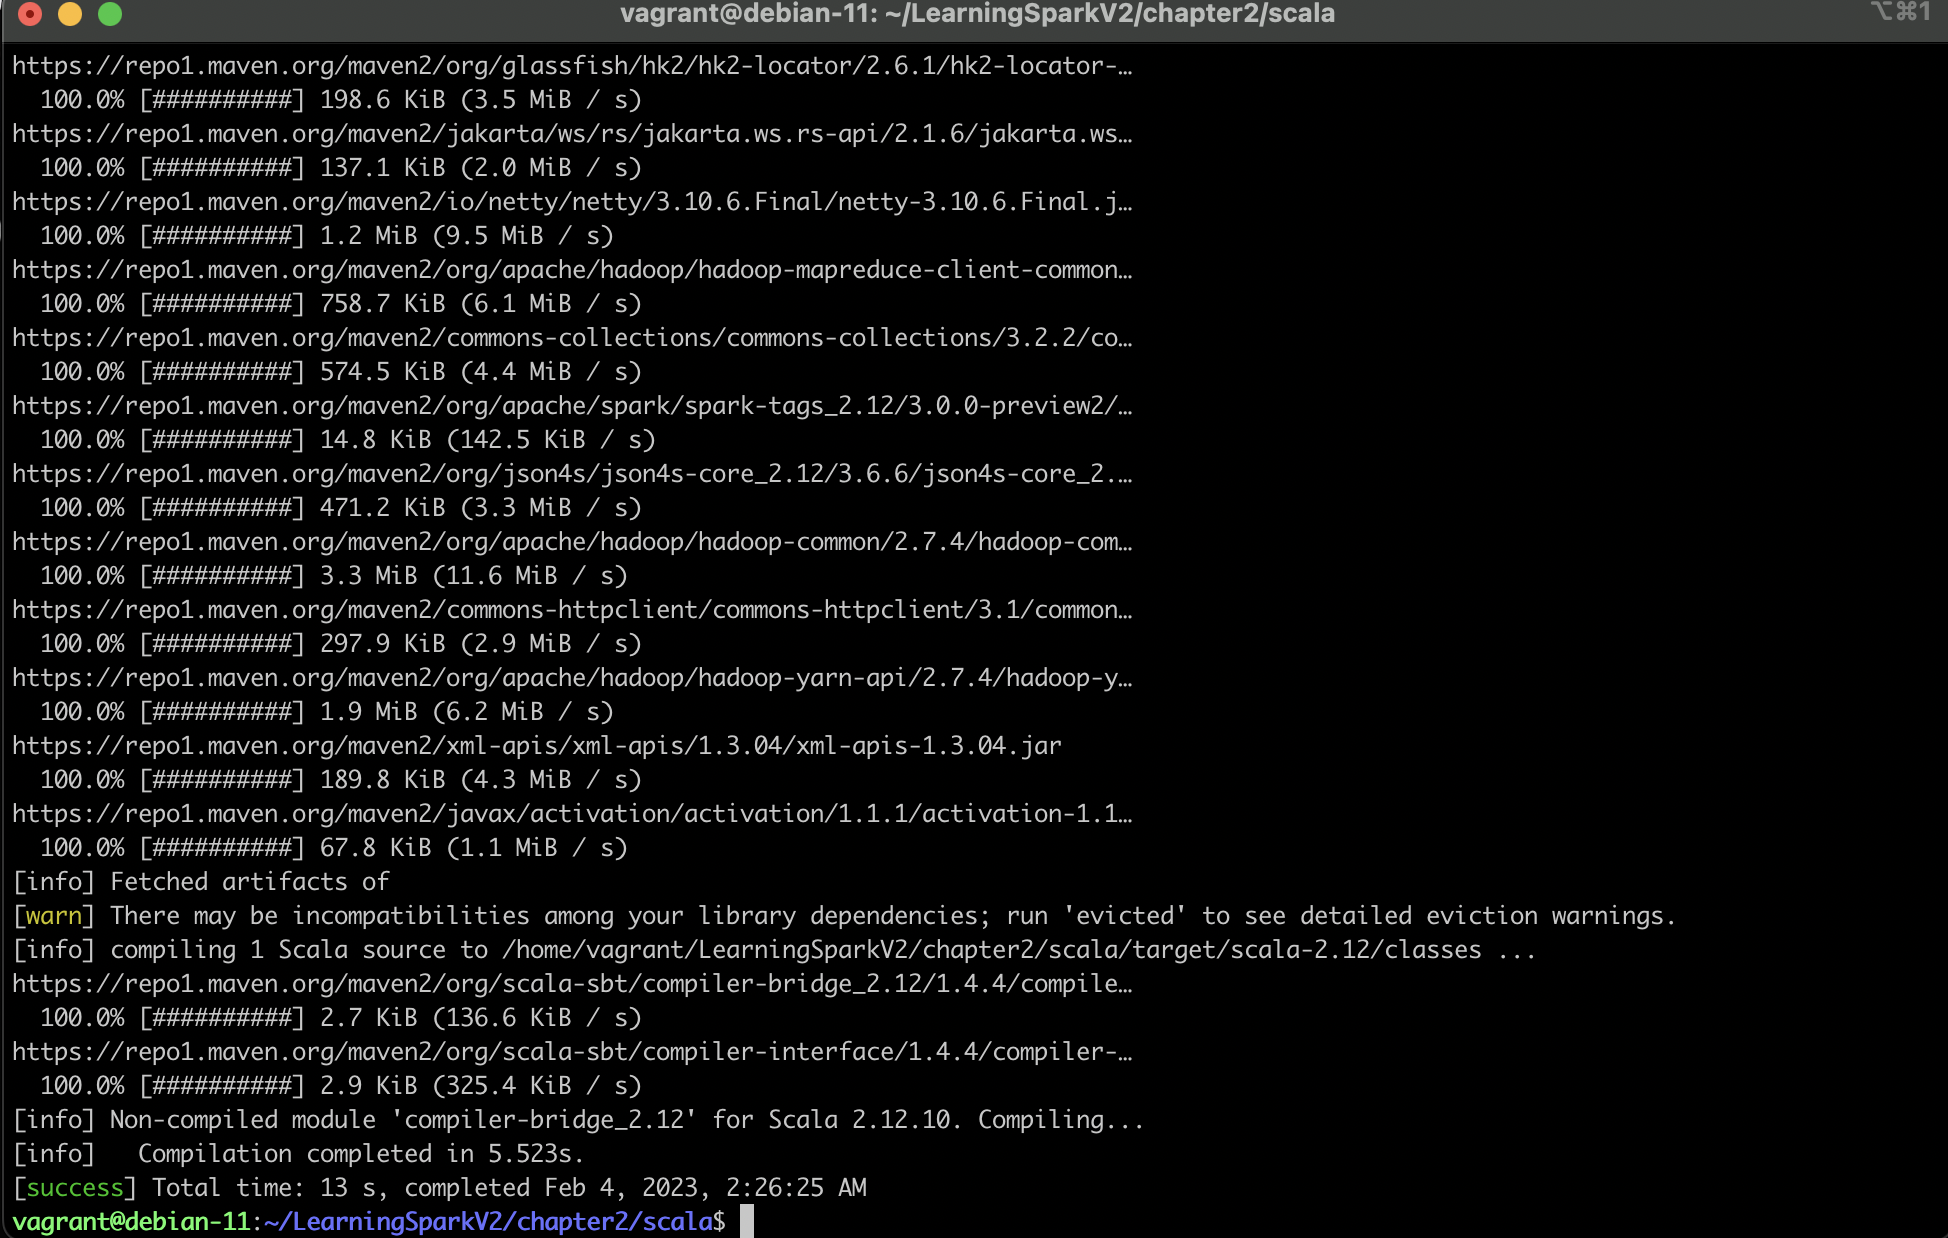 vagrant@debian-11: ~/LearningSparkV2/chapter2/scala
⌥⌘1
https://repo1.maven.org/maven2/org/glassfish/hk2/hk2-locator/2.6.1/hk2-locator-…
  100.0% [##########] 198.6 KiB (3.5 MiB / s)
https://repo1.maven.org/maven2/jakarta/ws/rs/jakarta.ws.rs-api/2.1.6/jakarta.ws…
  100.0% [##########] 137.1 KiB (2.0 MiB / s)
https://repo1.maven.org/maven2/io/netty/netty/3.10.6.Final/netty-3.10.6.Final.j…
  100.0% [##########] 1.2 MiB (9.5 MiB / s)
https://repo1.maven.org/maven2/org/apache/hadoop/hadoop-mapreduce-client-common…
  100.0% [##########] 758.7 KiB (6.1 MiB / s)
https://repo1.maven.org/maven2/commons-collections/commons-collections/3.2.2/co…
  100.0% [##########] 574.5 KiB (4.4 MiB / s)
https://repo1.maven.org/maven2/org/apache/spark/spark-tags_2.12/3.0.0-preview2/…
  100.0% [##########] 14.8 KiB (142.5 KiB / s)
https://repo1.maven.org/maven2/org/json4s/json4s-core_2.12/3.6.6/json4s-core_2.…
  100.0% [##########] 471.2 KiB (3.3 MiB / s)
https://repo1.maven.org/maven2/org/apache/hadoop/hadoop-common/2.7.4/hadoop-com…
  100.0% [##########] 3.3 MiB (11.6 MiB / s)
https://repo1.maven.org/maven2/commons-httpclient/commons-httpclient/3.1/common…
  100.0% [##########] 297.9 KiB (2.9 MiB / s)
https://repo1.maven.org/maven2/org/apache/hadoop/hadoop-yarn-api/2.7.4/hadoop-y…
  100.0% [##########] 1.9 MiB (6.2 MiB / s)
https://repo1.maven.org/maven2/xml-apis/xml-apis/1.3.04/xml-apis-1.3.04.jar
  100.0% [##########] 189.8 KiB (4.3 MiB / s)
https://repo1.maven.org/maven2/javax/activation/activation/1.1.1/activation-1.1…
  100.0% [##########] 67.8 KiB (1.1 MiB / s)
[info] Fetched artifacts of
[warn] There may be incompatibilities among your library dependencies; run 'evicted' to see detailed eviction warnings.
[info] compiling 1 Scala source to /home/vagrant/LearningSparkV2/chapter2/scala/target/scala-2.12/classes ...
https://repo1.maven.org/maven2/org/scala-sbt/compiler-bridge_2.12/1.4.4/compile…
  100.0% [##########] 2.7 KiB (136.6 KiB / s)
https://repo1.maven.org/maven2/org/scala-sbt/compiler-interface/1.4.4/compiler-…
  100.0% [##########] 2.9 KiB (325.4 KiB / s)
[info] Non-compiled module 'compiler-bridge_2.12' for Scala 2.12.10. Compiling...
[info]   Compilation completed in 5.523s.
[success] Total time: 13 s, completed Feb 4, 2023, 2:26:25 AM
vagrant@debian-11:~/LearningSparkV2/chapter2/scala$